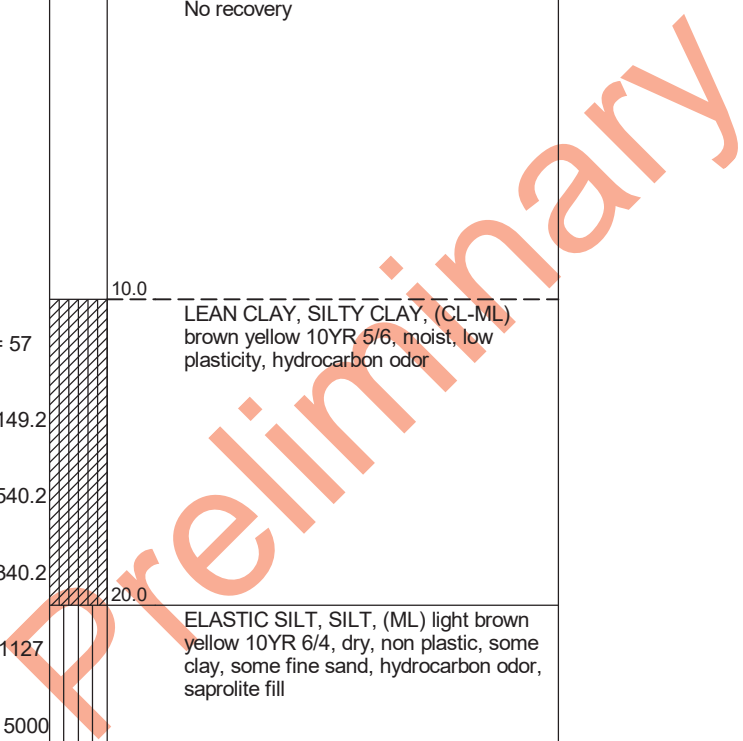 No recovery
10.0
LEAN CLAY, SILTY CLAY, (CL-ML)
brown yellow 10YR 5/6, moist, low
plasticity, hydrocarbon odor
= 57
149.2
540.2
340.2
20.0
ELASTIC SILT, SILT, (ML) light brown
yellow 10YR 6/4, dry, non plastic, some
clay, some fine sand, hydrocarbon odor,
saprolite fill
1127
5000
Preliminary